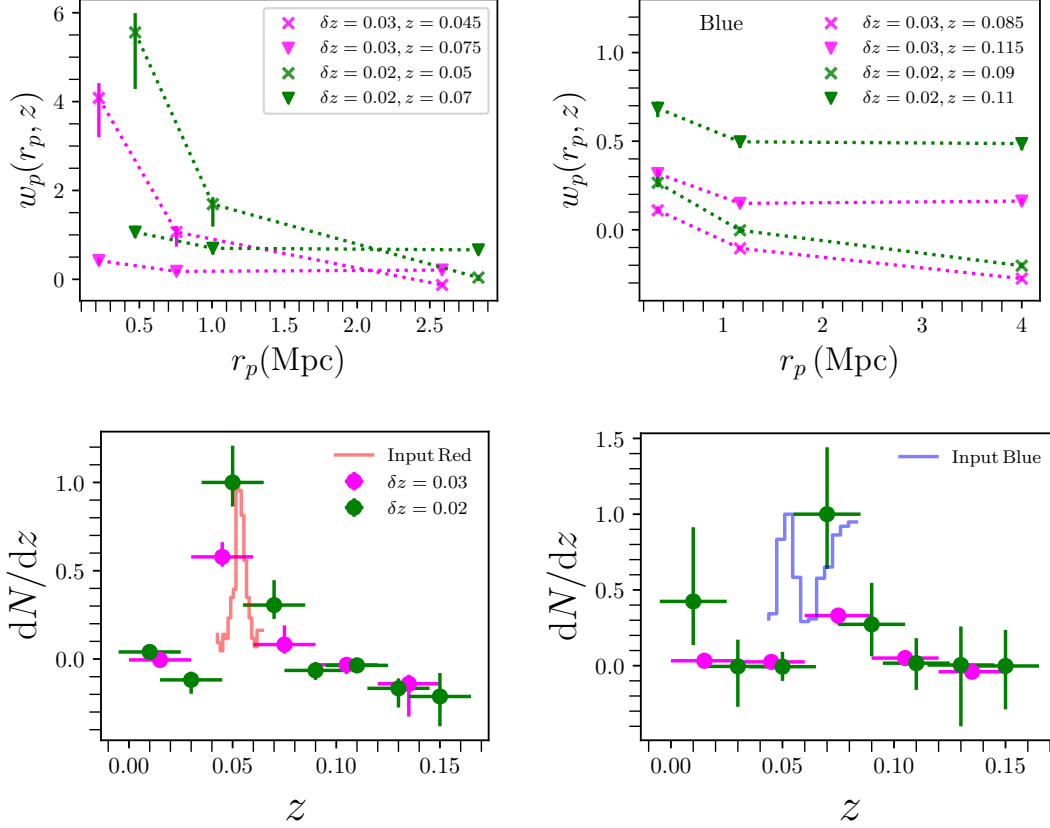 δz = 0.03, z = 0.045
δz = 0.03, z = 0.075
δz = 0.02, z = 0.05
δz = 0.02, z = 0.07
6
4
2
0
w_p(r_p, z)
0.5
1.0
1.5
2.0
2.5
r_p(Mpc)
Blue
δz = 0.03, z = 0.085
δz = 0.03, z = 0.115
δz = 0.02, z = 0.09
δz = 0.02, z = 0.11
1.0
0.5
0.0
w_p(r_p, z)
1
2
3
4
r_p (Mpc)
Input Red
δz = 0.03
δz = 0.02
1.0
0.5
0.0
dN/dz
0.00
0.05
0.10
0.15
z
Input Blue
1.5
1.0
0.5
0.0
dN/dz
0.00
0.05
0.10
0.15
z